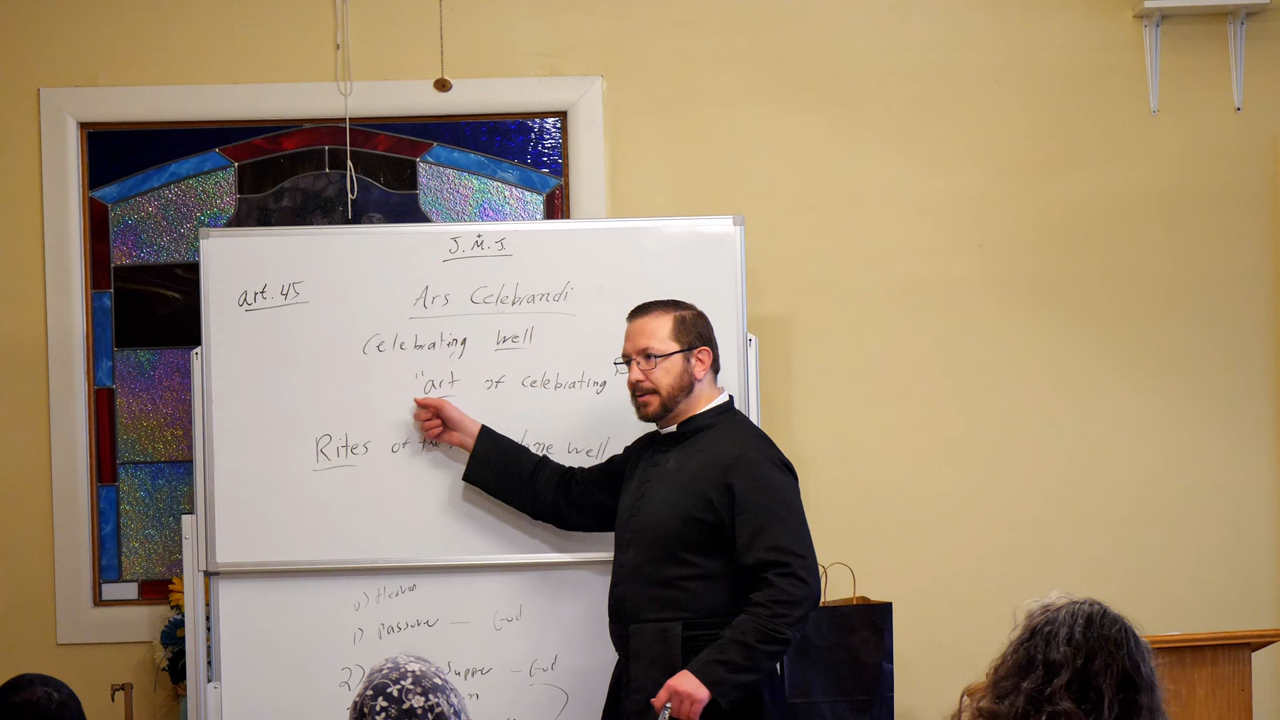 J. M. J.
art. 45
Ars Celebrandi
Celebrating well
"art of celebrating"
Rites of the done well
0) Heaven
1) Passover — God
2) Supper — God